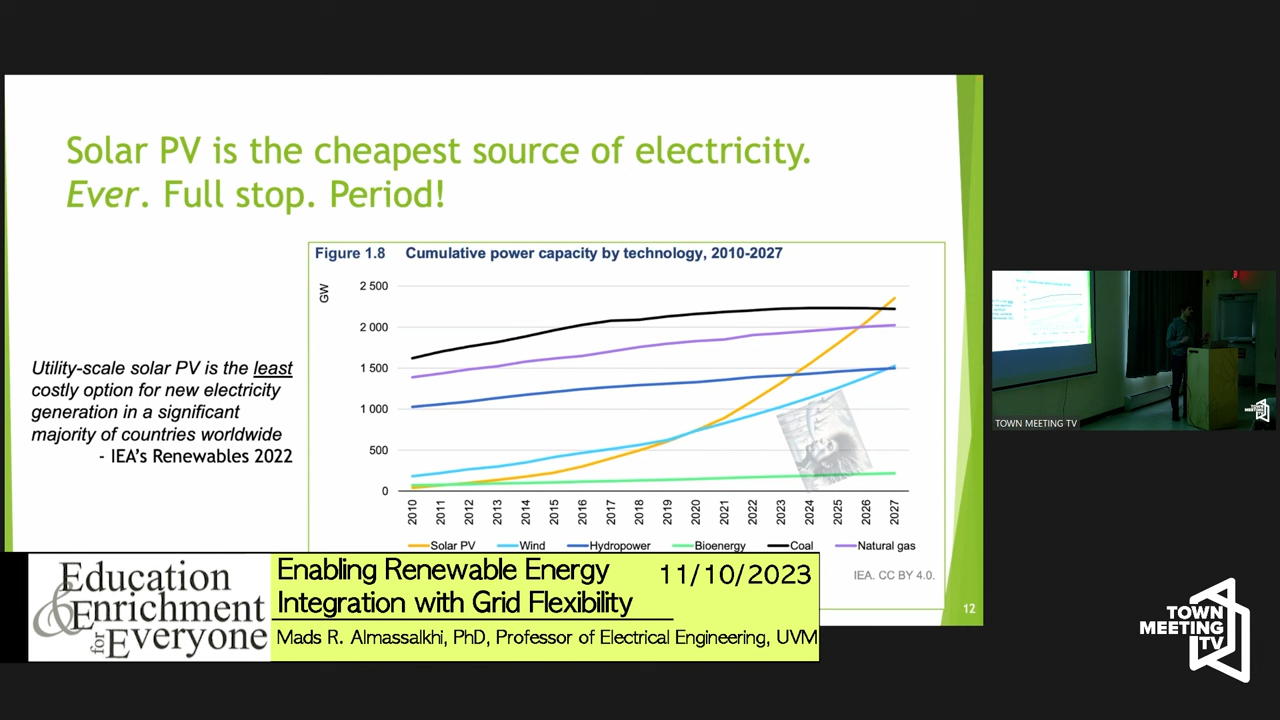 Solar PV is the cheapest source of electricity.
Ever. Full stop. Period!
Utility-scale solar PV is the least
costly option for new electricity
generation in a significant
majority of countries worldwide
- IEA's Renewables 2022
Figure 1.8 Cumulative power capacity by technology, 2010-2027
GW
2 500
2 000
1 500
1 000
500
0
2010 2011 2012 2013 2014 2015 2016 2017 2018 2019 2020 2021 2022 2023 2024 2025 2026 2027
Solar PV Wind Hydropower Bioenergy Coal Natural gas
IEA. CC BY 4.0.
12
TOWN MEETING TV
Education
& Enrichment
for Everyone
Enabling Renewable Energy 11/10/2023
Integration with Grid Flexibility
Mads R. Almassalkhi, PhD, Professor of Electrical Engineering, UVM
TOWN
MEETING
TV